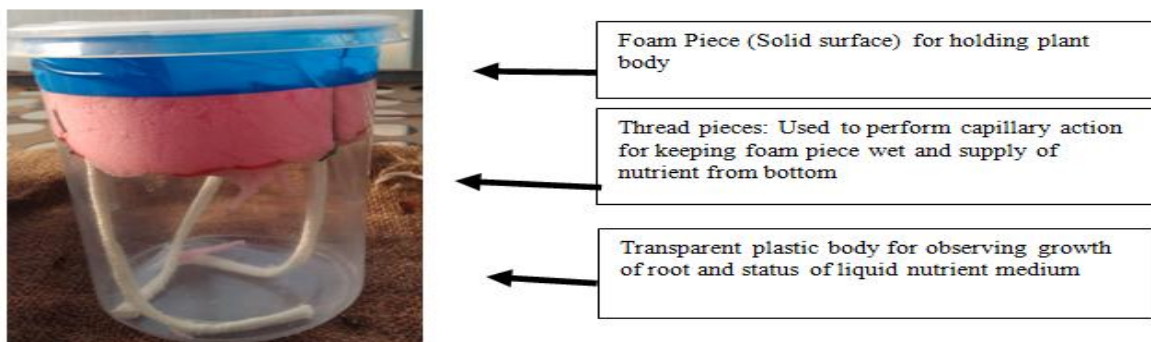 Foam Piece (Solid surface) for holding plant
body
Thread pieces: Used to perform capillary action
for keeping foam piece wet and supply of
nutrient from bottom
Transparent plastic body for observing growth
of root and status of liquid nutrient medium